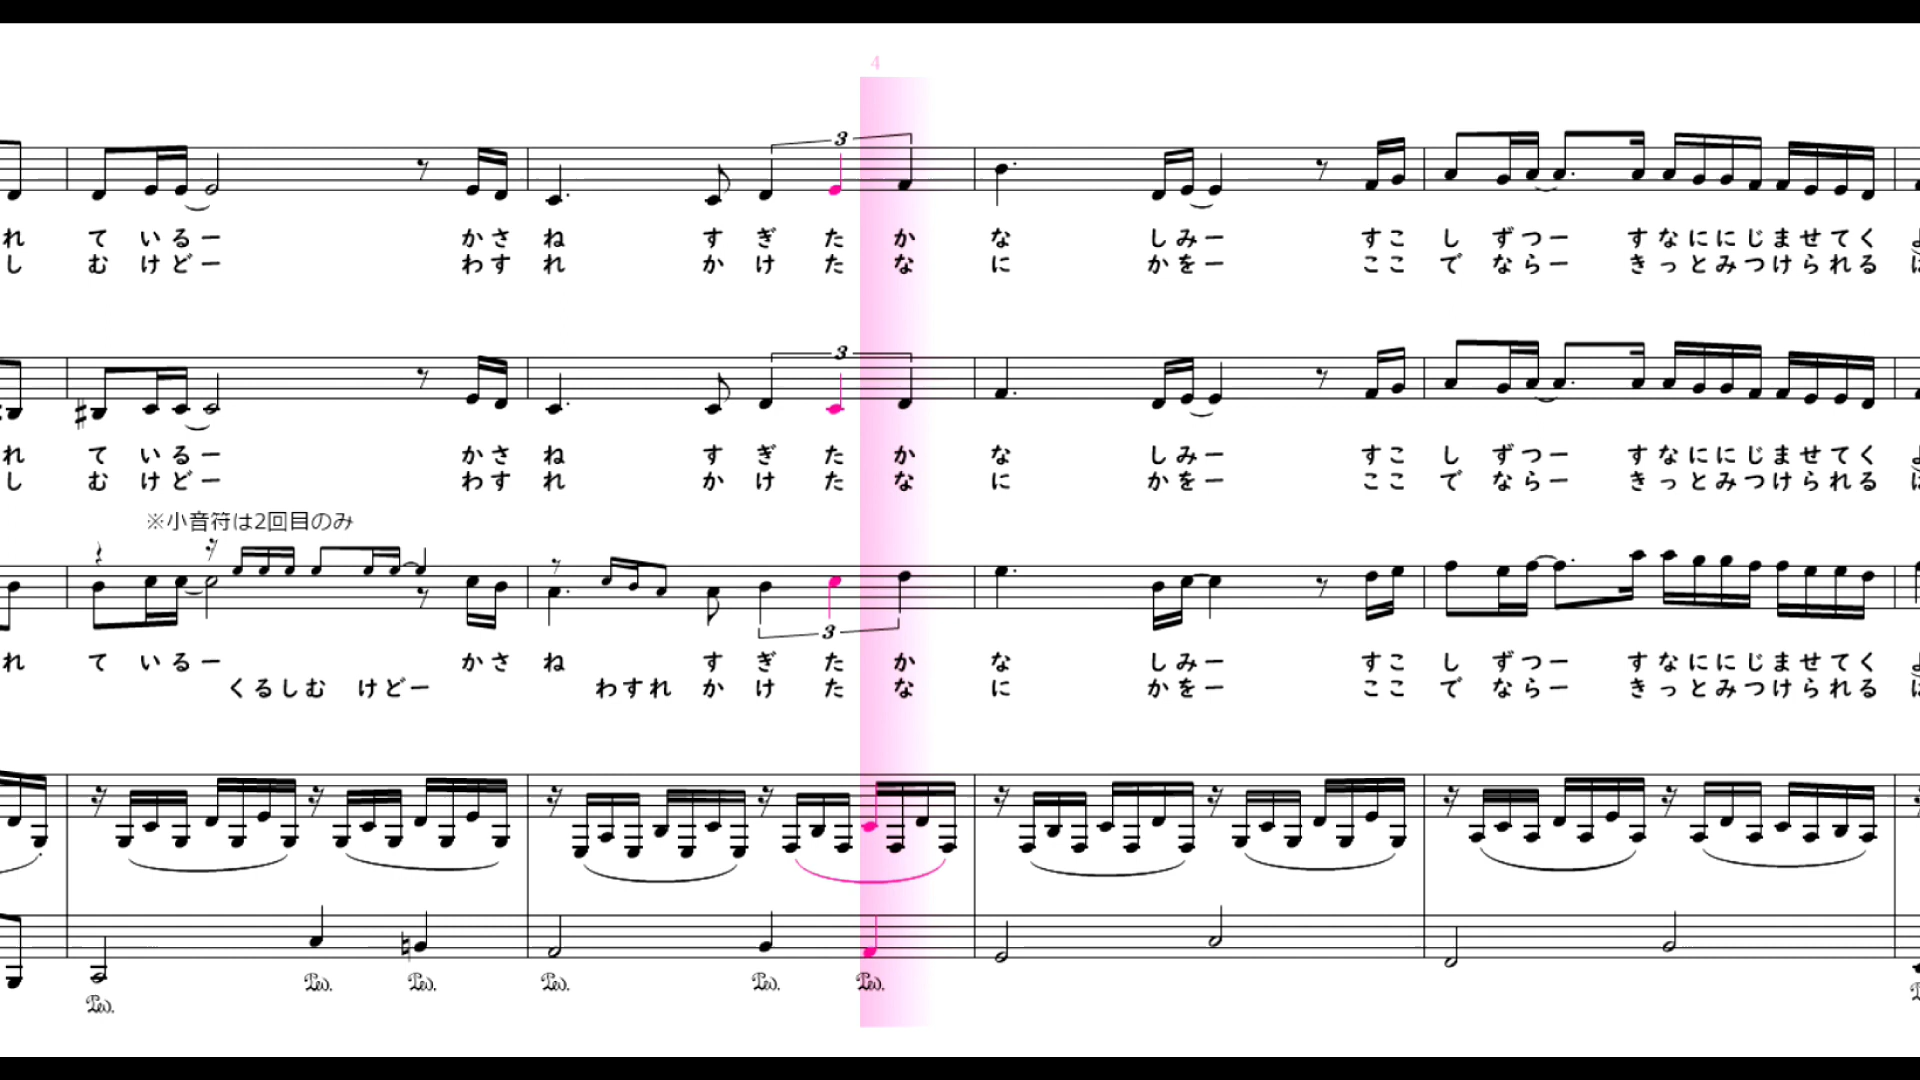 4
3
れ て いるー かさ ね す ぎ た か な しみー すこ し ずつー すなににじませてく
し む けどー わす れ か け た な に かをー ここ で ならー きっとみつけられる
3
れ て いるー かさ ね す ぎ た か な しみー すこ し ずつー すなににじませてく
し む けどー わす れ か け た な に かをー ここ で ならー きっとみつけられる
※小音符は2回目のみ
3
れ て いるー かさ ね す ぎ た か な しみー すこ し ずつー すなににじませてく
くるしむ けどー わすれ か け た な に かをー ここ で ならー きっとみつけられる